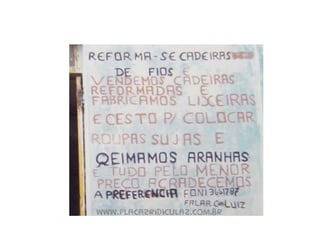 REFORMA-SE CADEIRAS
DE FIOS E
VENDEMOS CADEIRAS
REFORMADAS E
FABRICAMOS LIXEIRAS
E CESTO P/ COLOCAR
ROUPAS SUJAS E
QEIMAMOS ARANHAS
E TUDO PELO MENOR
PREÇO AGRADECEMOS
A PREFERENCIA FONE
FALAR C/ LUIZ
WWW.PLACASRIDICULAS.COM.BR